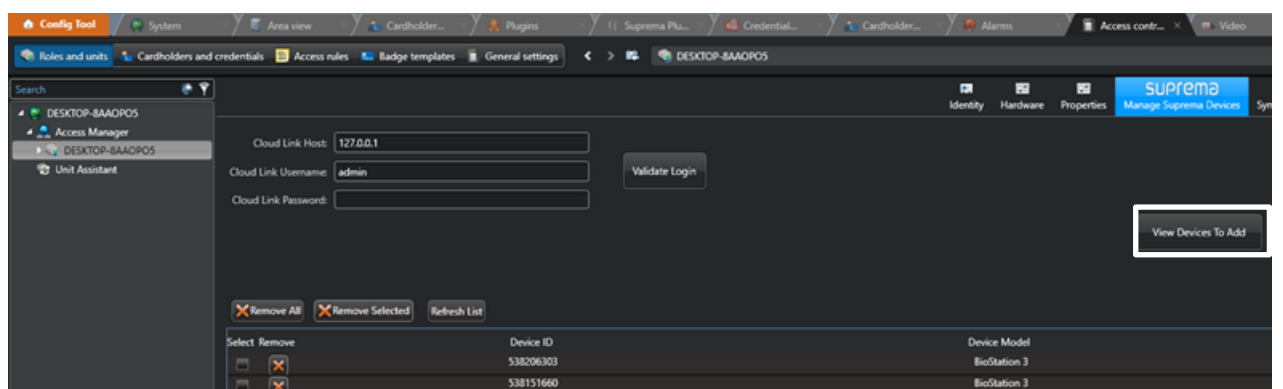 Config Tool System Area view Cardholder... Plugins Suprema Plu... Credential... Cardholder... Alarms Access contr... Video
Roles and units Cardholders and credentials Access rules Badge templates General settings DESKTOP-8AAOPO5
Search
Identity Hardware Properties suprema Manage Suprema Devices Syn
DESKTOP-8AAOPO5
Access Manager
DESKTOP-8AAOPO5
Unit Assistant
Cloud Link Host: 127.0.0.1
Cloud Link Username: admin
Validate Login
Cloud Link Password:
View Devices To Add
Remove All Remove Selected Refresh List
Select Remove Device ID Device Model
538206303 BioStation 3
538151660 BioStation 3